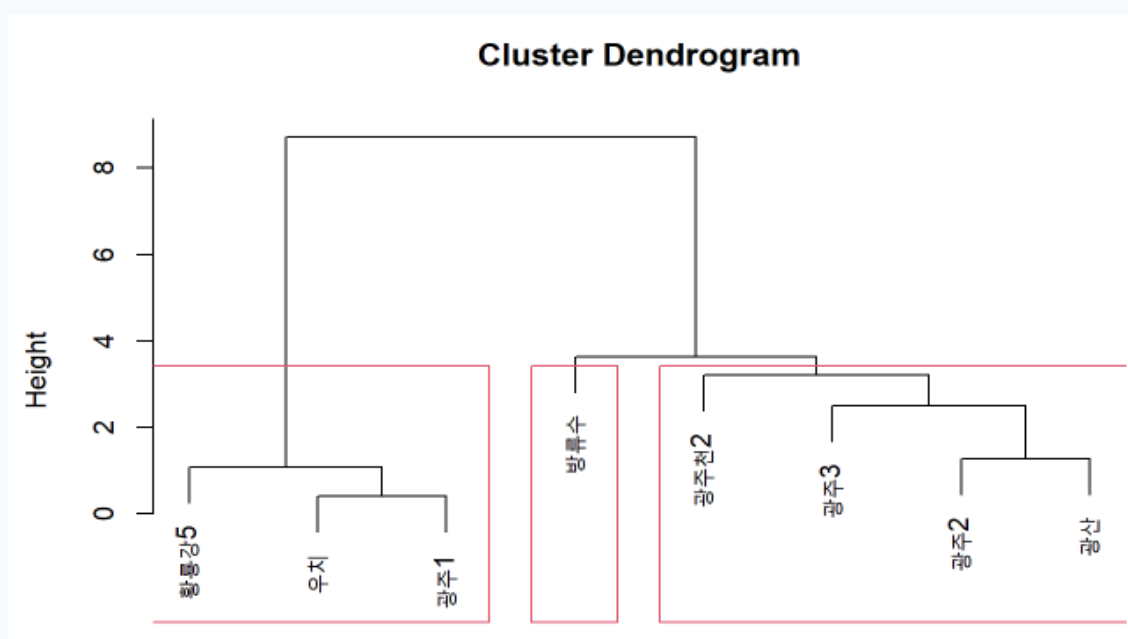 Cluster Dendrogram
Height
8
6
4
2
0
황룡강5
우치
광주1
방류수
광주천2
광주3
광주2
광산